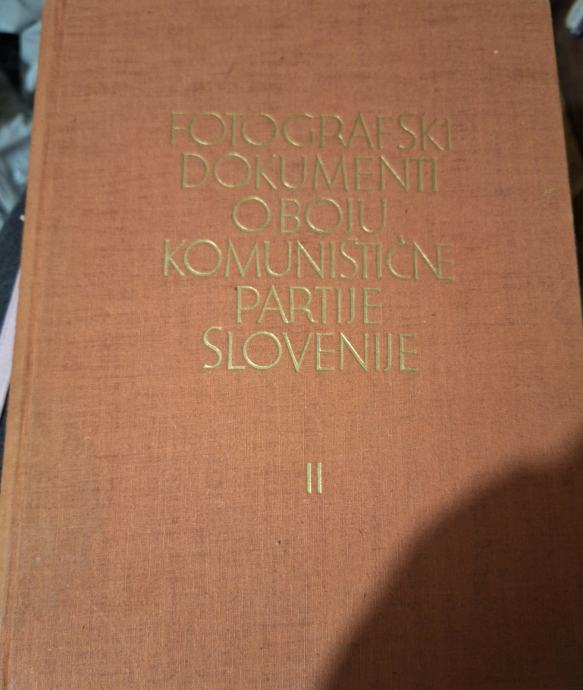 FOTOGRAFSKI
DOKUMENTI
O BOJU
KOMUNISTIČNE
PARTIJE
SLOVENIJE
II